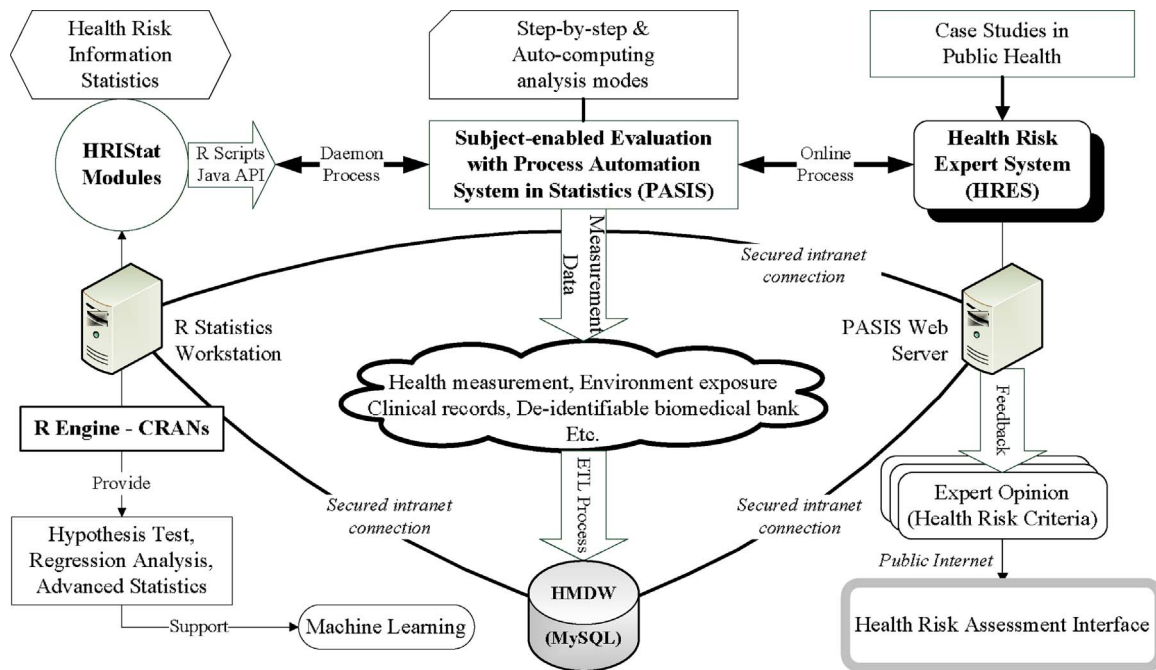 Health Risk
Information
Statistics
Step-by-step &
Auto-computing
analysis modes
Case Studies in
Public Health
HRIStat
Modules
R Scripts
Java API
Daemon
Process
Subject-enabled Evaluation
with Process Automation
System in Statistics (PASIS)
Online
Process
Health Risk
Expert System
(HRES)
Measurement
Data
Secured intranet
connection
R Statistics
Workstation
PASIS Web
Server
Health measurement, Environment exposure
Clinical records, De-identifiable biomedical bank
Etc.
Feedback
R Engine - CRANs
Provide
ETL Process
Expert Opinion
(Health Risk Criteria)
Secured intranet
connection
Secured intranet
connection
Hypothesis Test,
Regression Analysis,
Advanced Statistics
Public Internet
HMDW
(MySQL)
Support
Machine Learning
Health Risk Assessment Interface